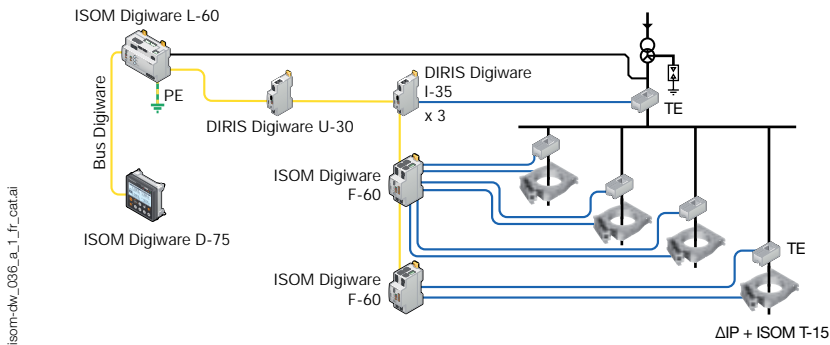 ISOM Digiware L-60
PE
Bus Digiware
DIRIS Digiware U-30
DIRIS Digiware
I-35
x 3
TE
ISOM Digiware
F-60
ISOM Digiware D-75
TE
ISOM Digiware
F-60
ΔIP + ISOM T-15
isom-dw_036_a_1_fr_cat.ai